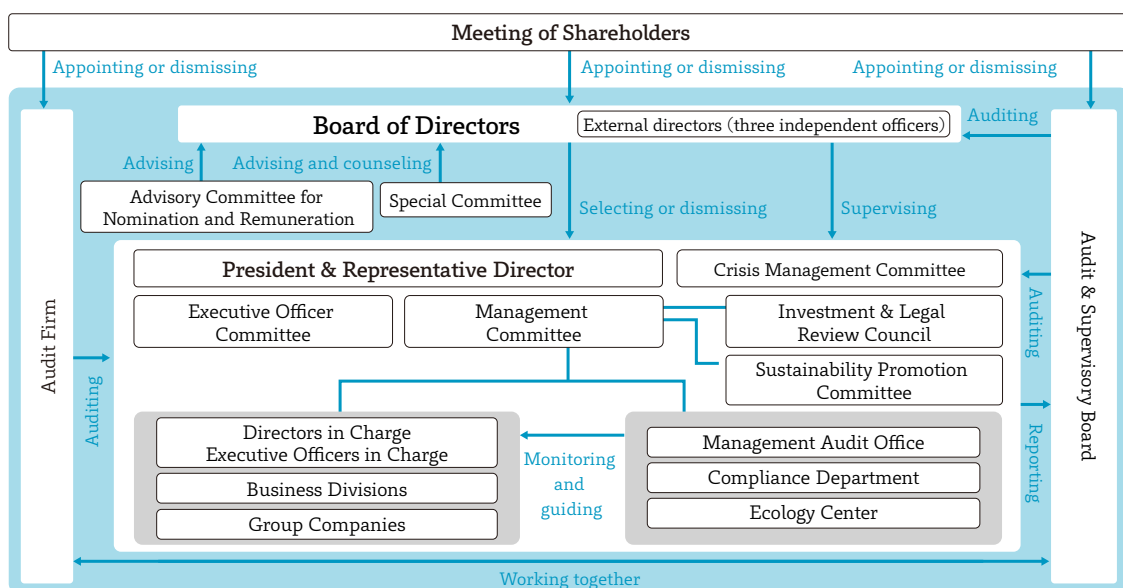 Meeting of Shareholders
Appointing or dismissing
Appointing or dismissing
Appointing or dismissing
Board of Directors
External directors (three independent officers)
Auditing
Advising
Advising and counseling
Advisory Committee for
Nomination and Remuneration
Special Committee
Selecting or dismissing
Supervising
Audit Firm
Audit & Supervisory Board
President & Representative Director
Crisis Management Committee
Executive Officer
Committee
Management
Committee
Investment & Legal
Review Council
Sustainability Promotion
Committee
Auditing
Auditing
Reporting
Directors in Charge
Executive Officers in Charge
Business Divisions
Group Companies
Monitoring
and
guiding
Management Audit Office
Compliance Department
Ecology Center
Working together